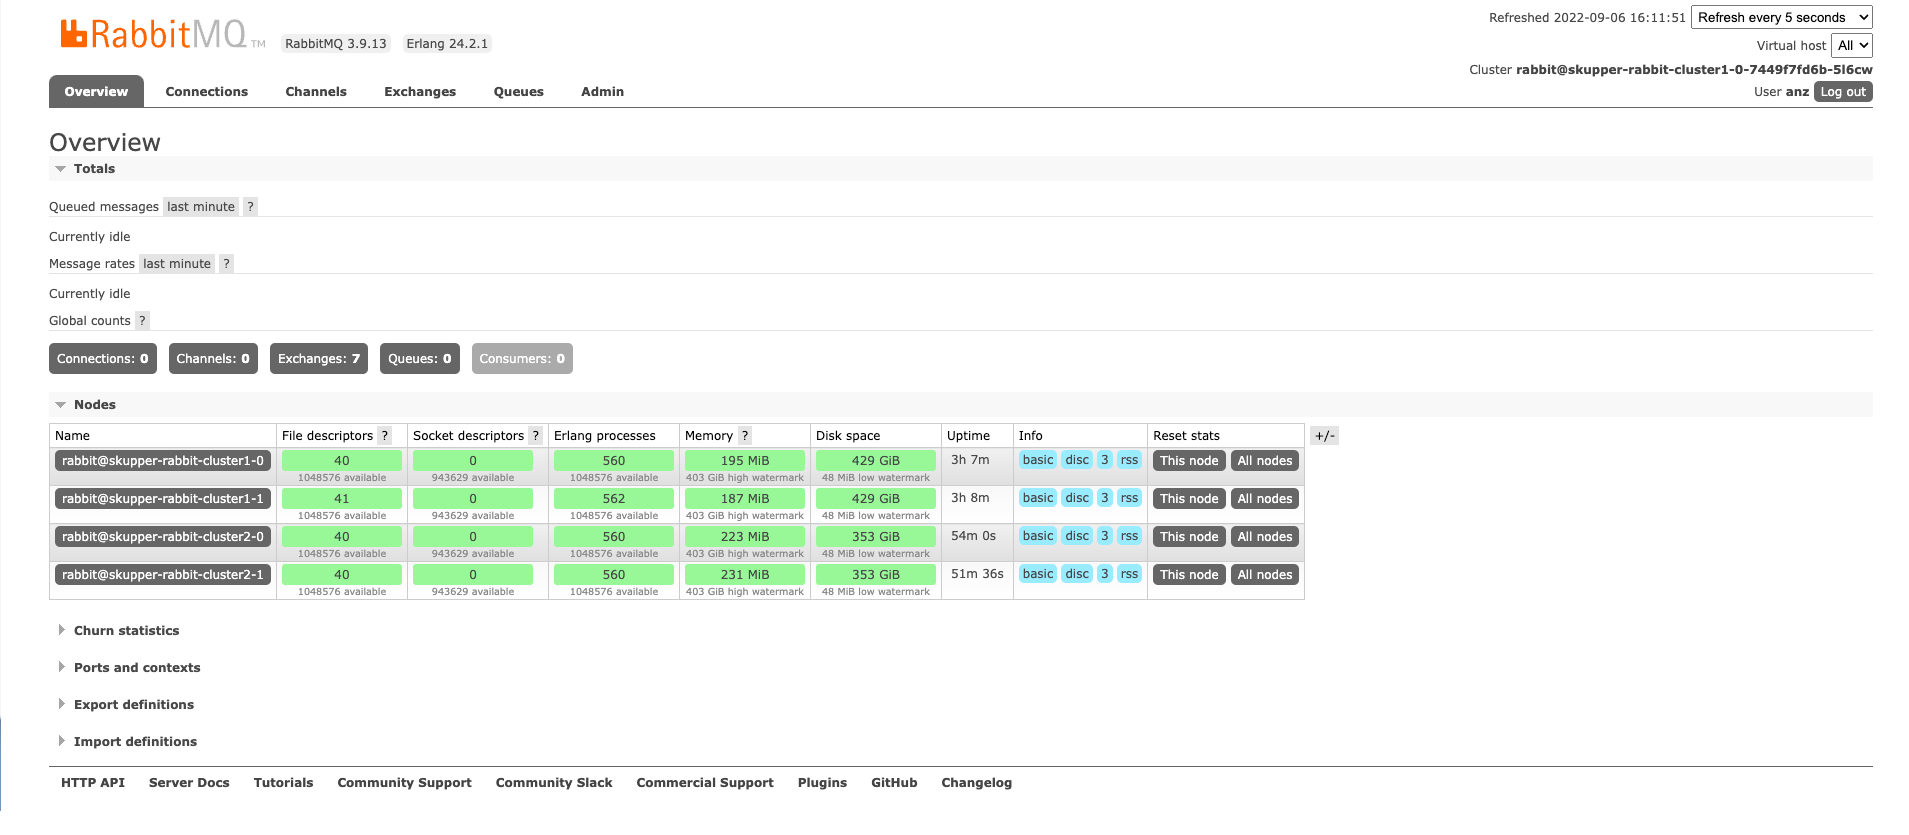 RabbitMQ TM RabbitMQ 3.9.13 Erlang 24.2.1
Refreshed 2022-09-06 16:11:51 Refresh every 5 seconds
Virtual host All
Cluster rabbit@skupper-rabbit-cluster1-0-7449f7fd6b-5l6cw
User anz Log out
Overview Connections Channels Exchanges Queues Admin
Overview
Totals
Queued messages last minute ?
Currently idle
Message rates last minute ?
Currently idle
Global counts ?
Connections: 0 Channels: 0 Exchanges: 7 Queues: 0 Consumers: 0
Nodes
Name File descriptors ? Socket descriptors ? Erlang processes Memory ? Disk space Uptime Info Reset stats +/-
rabbit@skupper-rabbit-cluster1-0 40 0 560 195 MiB 429 GiB 3h 7m basic disc 3 rss This node All nodes
1048576 available 943629 available 1048576 available 403 GiB high watermark 48 MiB low watermark
rabbit@skupper-rabbit-cluster1-1 41 0 562 187 MiB 429 GiB 3h 8m basic disc 3 rss This node All nodes
1048576 available 943629 available 1048576 available 403 GiB high watermark 48 MiB low watermark
rabbit@skupper-rabbit-cluster2-0 40 0 560 223 MiB 353 GiB 54m 0s basic disc 3 rss This node All nodes
1048576 available 943629 available 1048576 available 403 GiB high watermark 48 MiB low watermark
rabbit@skupper-rabbit-cluster2-1 40 0 560 231 MiB 353 GiB 51m 36s basic disc 3 rss This node All nodes
1048576 available 943629 available 1048576 available 403 GiB high watermark 48 MiB low watermark
Churn statistics
Ports and contexts
Export definitions
Import definitions
HTTP API Server Docs Tutorials Community Support Community Slack Commercial Support Plugins GitHub Changelog